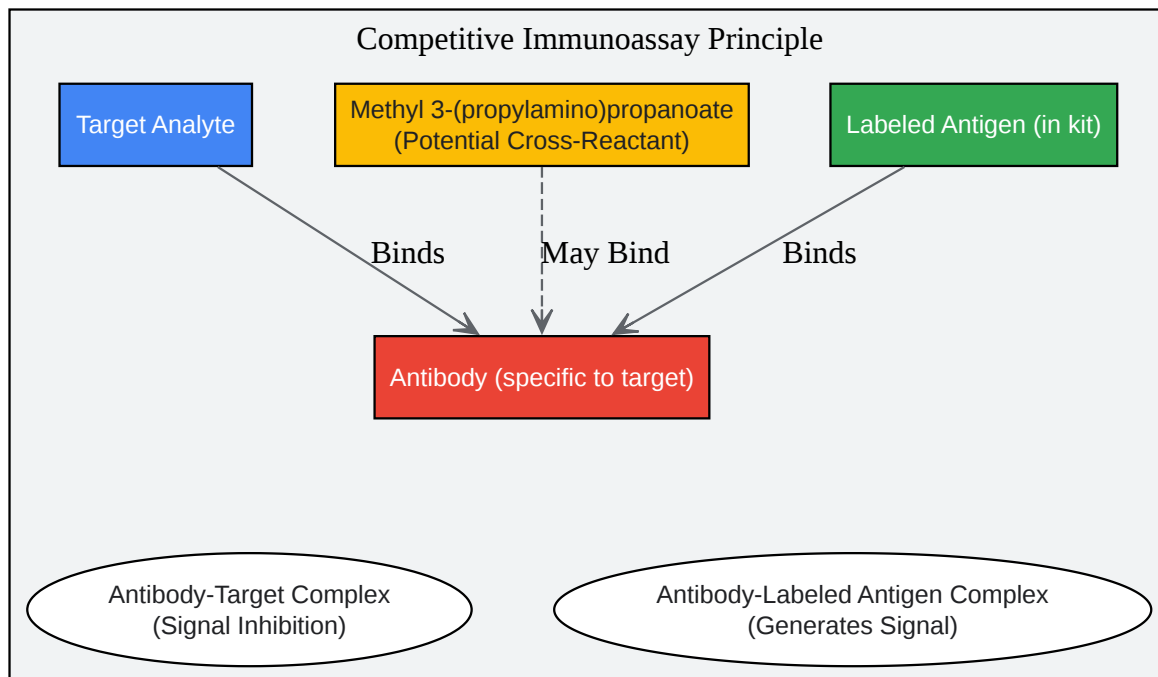 Competitive Immunoassay Principle
Target Analyte
Methyl 3-(propylamino)propanoate
(Potential Cross-Reactant)
Labeled Antigen (in kit)
Binds
May Bind
Binds
Antibody (specific to target)
Antibody-Target Complex
(Signal Inhibition)
Antibody-Labeled Antigen Complex
(Generates Signal)